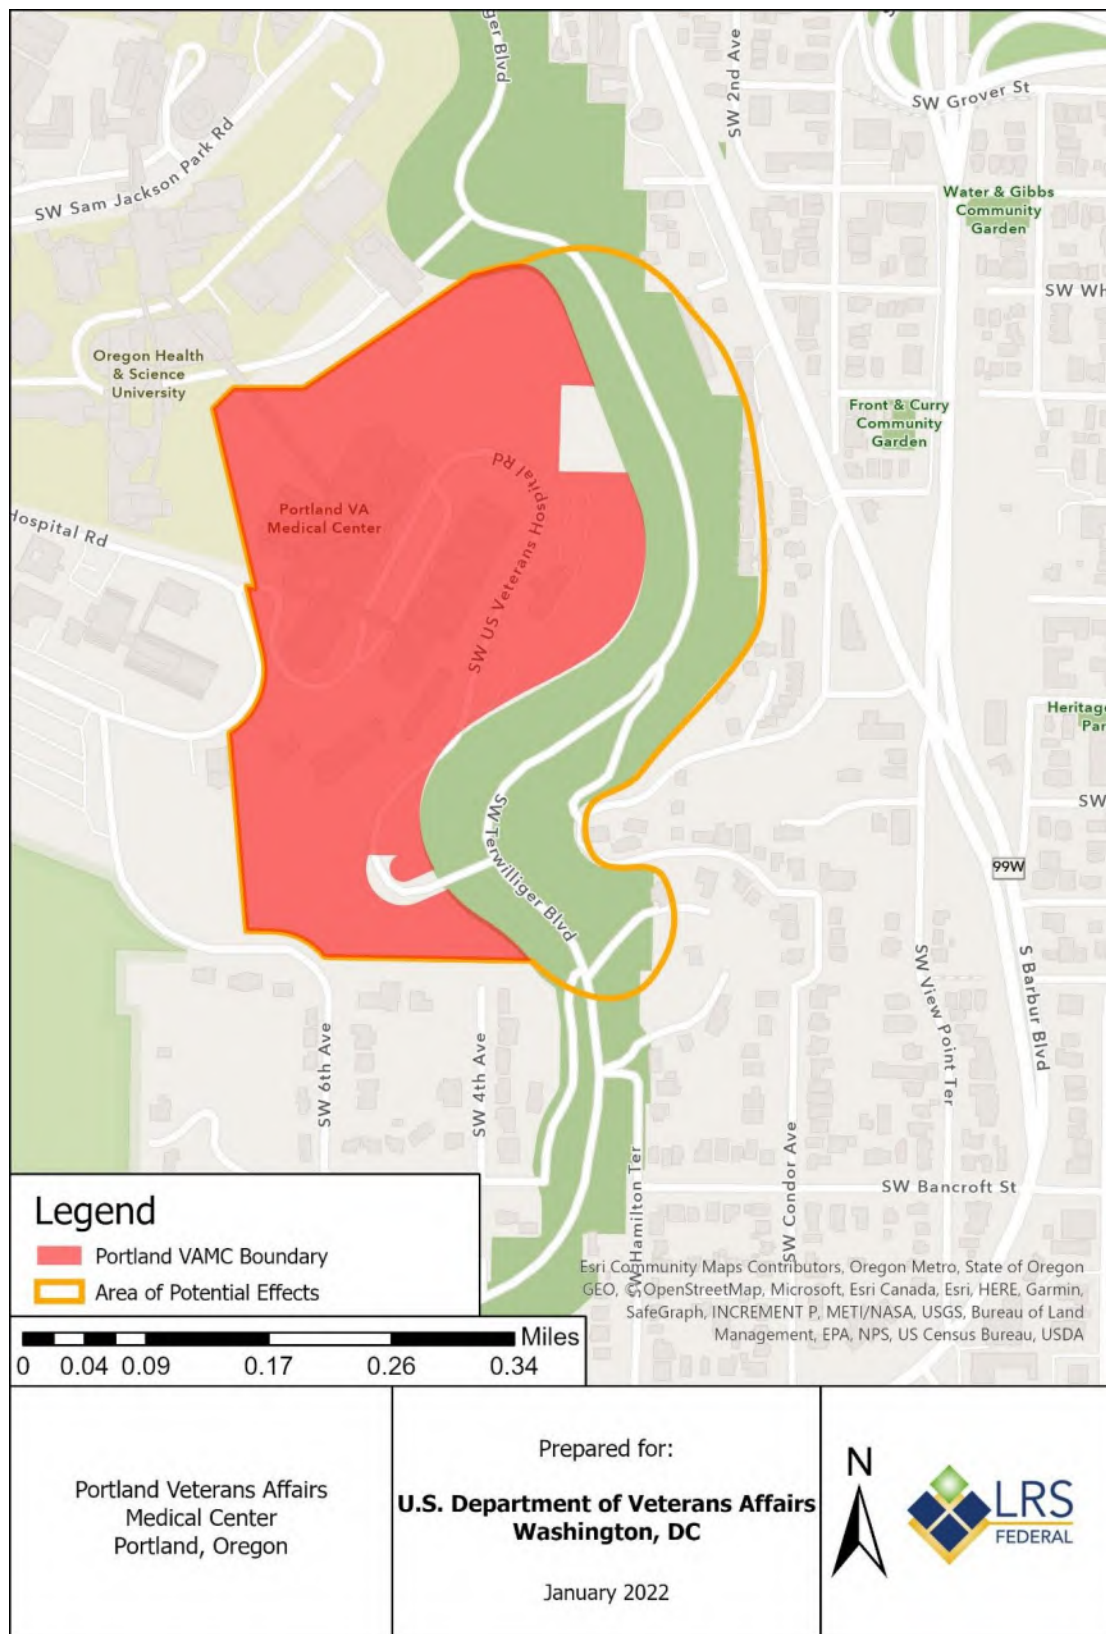 ger Blvd
SW 2nd Ave
SW Grover St
SW Sam Jackson Park Rd
Water & Gibbs
Community
Garden
SW Wh
Oregon Health
& Science
University
Front & Curry
Community
Garden
SW US Veterans Hospital Rd
Portland VA
Medical Center
Hospital Rd
Heritage
Par
SW
SW Terwilliger Blvd
99W
S Barbur Blvd
SW View Point Ter
SW 6th Ave
SW 4th Ave
SW Hamilton Ter
SW Condor Ave
SW Bancroft St
Legend
Portland VAMC Boundary
Area of Potential Effects
Esri Community Maps Contributors, Oregon Metro, State of Oregon
GEO, © OpenStreetMap, Microsoft, Esri Canada, Esri, HERE, Garmin,
SafeGraph, INCREMENT P, METI/NASA, USGS, Bureau of Land
Management, EPA, NPS, US Census Bureau, USDA
Miles
0 0.04 0.09 0.17 0.26 0.34
Portland Veterans Affairs
Medical Center
Portland, Oregon
Prepared for:
U.S. Department of Veterans Affairs
Washington, DC
January 2022
N
LRS
FEDERAL